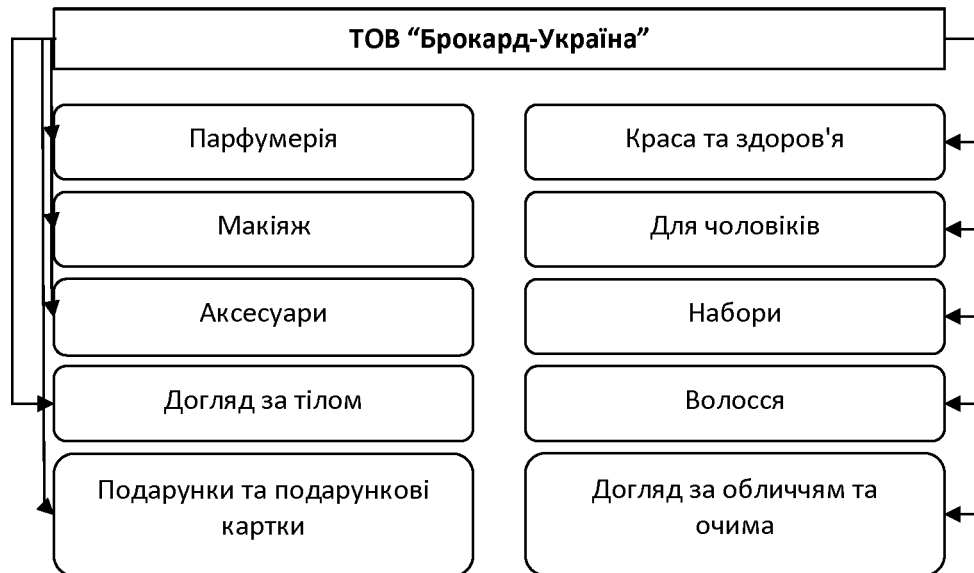 ТОВ “Брокард-Україна”
Парфумерія
Краса та здоров'я
Макіяж
Для чоловіків
Аксесуари
Набори
Догляд за тілом
Волосся
Подарунки та подарункові
картки
Догляд за обличчям та
очима